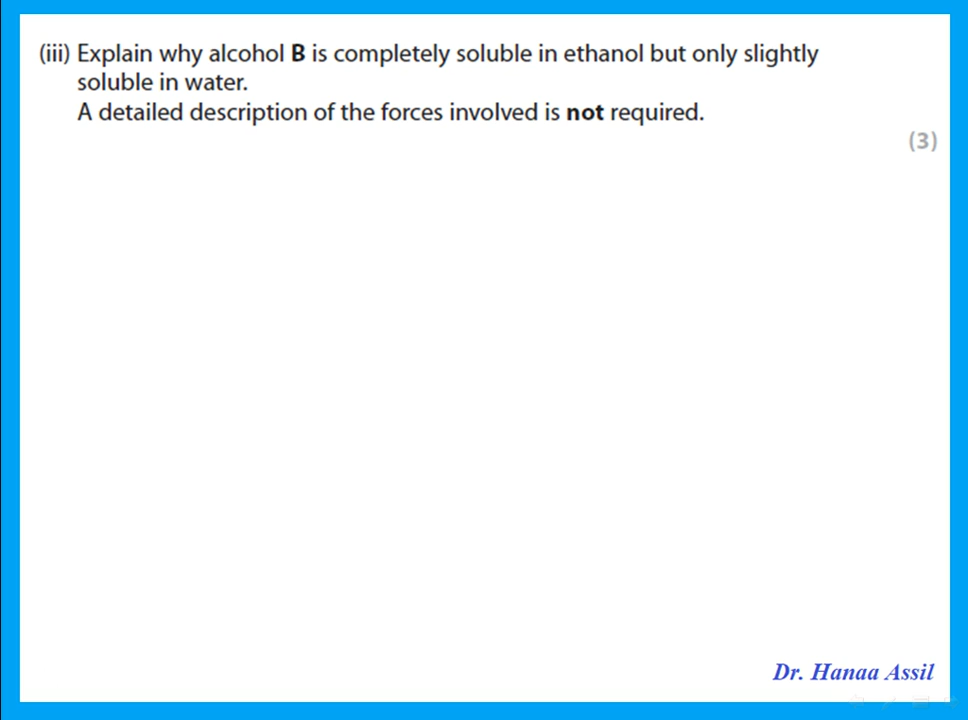 (iii) Explain why alcohol B is completely soluble in ethanol but only slightly
soluble in water.
A detailed description of the forces involved is not required.
(3)
Dr. Hanaa Assil